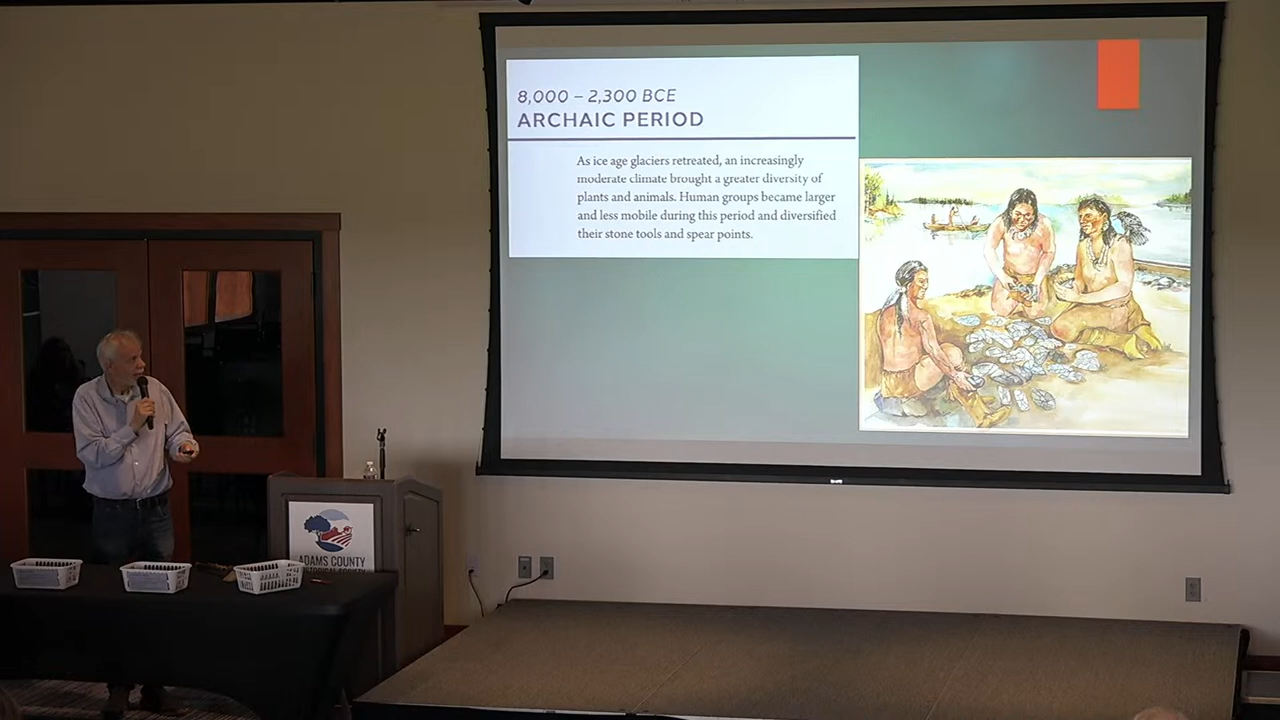 8,000 – 2,300 BCE
ARCHAIC PERIOD
As ice age glaciers retreated, an increasingly
moderate climate brought a greater diversity of
plants and animals. Human groups became larger
and less mobile during this period and diversified
their stone tools and spear points.
ADAMS COUNTY
HISTORICAL SOCIETY